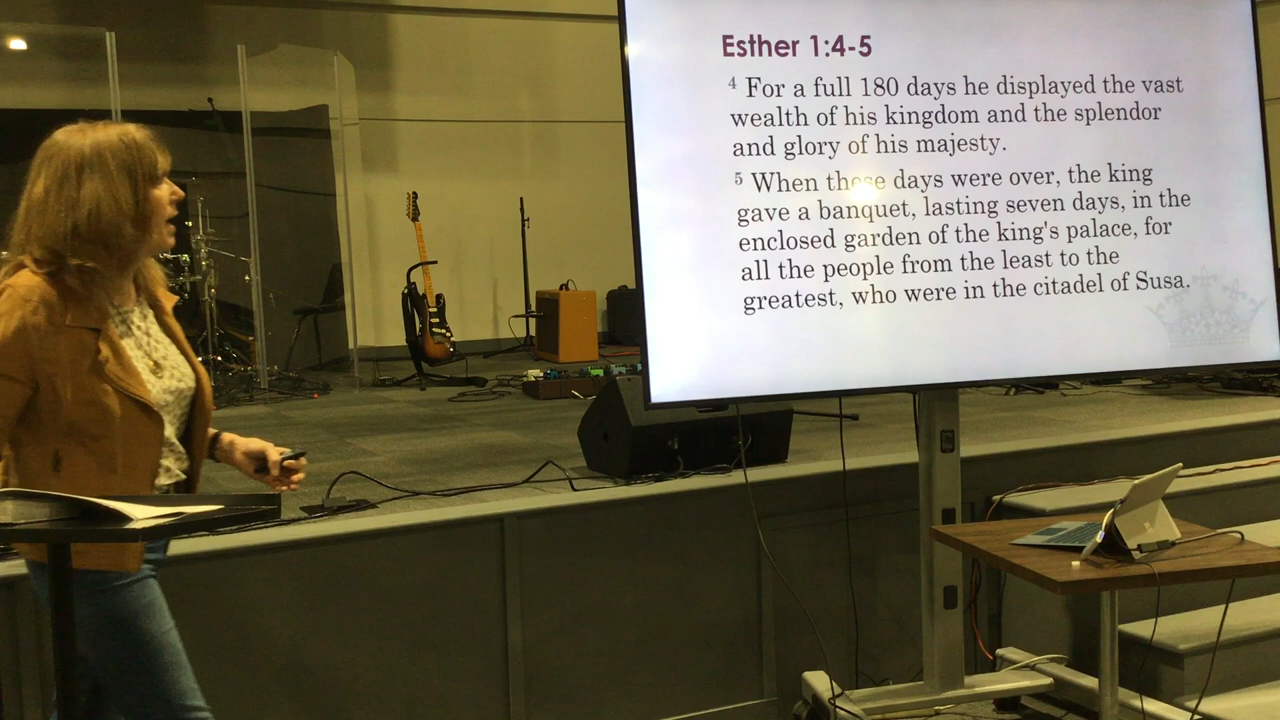 Esther 1:4-5
4 For a full 180 days he displayed the vast
wealth of his kingdom and the splendor
and glory of his majesty.
5 When these days were over, the king
gave a banquet, lasting seven days, in the
enclosed garden of the king's palace, for
all the people from the least to the
greatest, who were in the citadel of Susa.